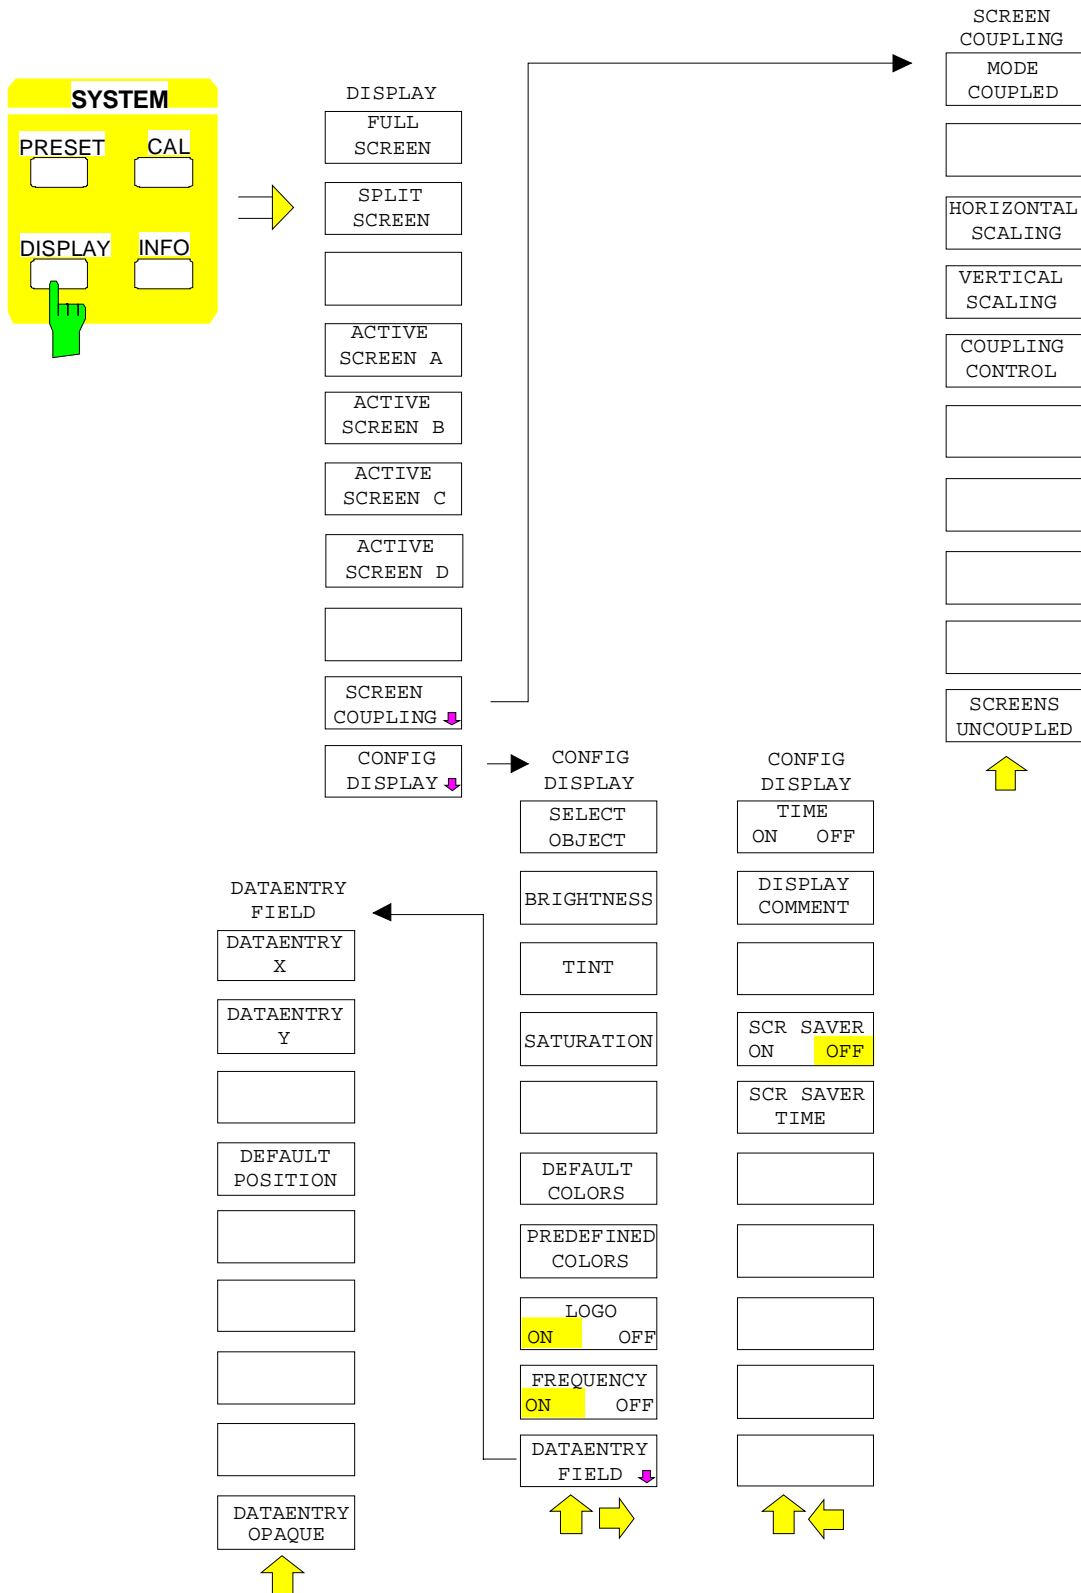 SYSTEM
PRESET CAL
DISPLAY INFO
DISPLAY
FULL
SCREEN
SPLIT
SCREEN
ACTIVE
SCREEN A
ACTIVE
SCREEN B
ACTIVE
SCREEN C
ACTIVE
SCREEN D
SCREEN
COUPLING
CONFIG
DISPLAY
SCREEN
COUPLING
MODE
COUPLED
HORIZONTAL
SCALING
VERTICAL
SCALING
COUPLING
CONTROL
SCREENS
UNCOUPLED
CONFIG
DISPLAY
SELECT
OBJECT
BRIGHTNESS
TINT
SATURATION
DEFAULT
COLORS
PREDEFINED
COLORS
LOGO
ON OFF
FREQUENCY
ON OFF
DATAENTRY
FIELD
CONFIG
DISPLAY
TIME
ON OFF
DISPLAY
COMMENT
SCR SAVER
ON OFF
SCR SAVER
TIME
DATAENTRY
FIELD
DATAENTRY
X
DATAENTRY
Y
DEFAULT
POSITION
DATAENTRY
OPAQUE